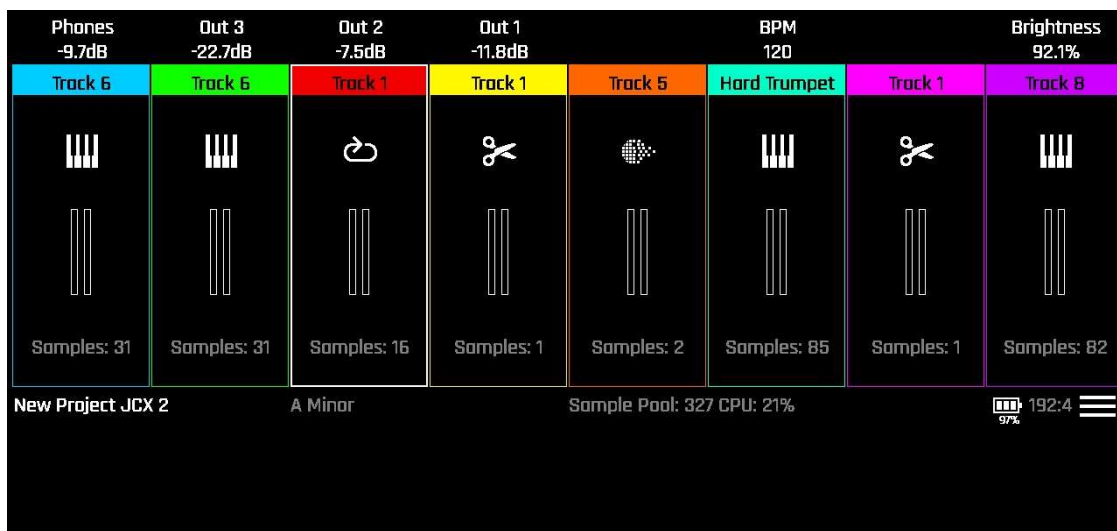 Phones Out 3 Out 2 Out 1 BPM Brightness
-9.7dB -22.7dB -7.5dB -11.8dB 120 92.1%
Track 6 Track 6 Track 1 Track 1 Track 5 Hard Trumpet Track 1 Track 8
Samples: 31 Samples: 31 Samples: 16 Samples: 1 Samples: 2 Samples: 85 Samples: 1 Samples: 82
New Project JCX 2 A Minor Sample Pool: 327 CPU: 21% 192:4
97%